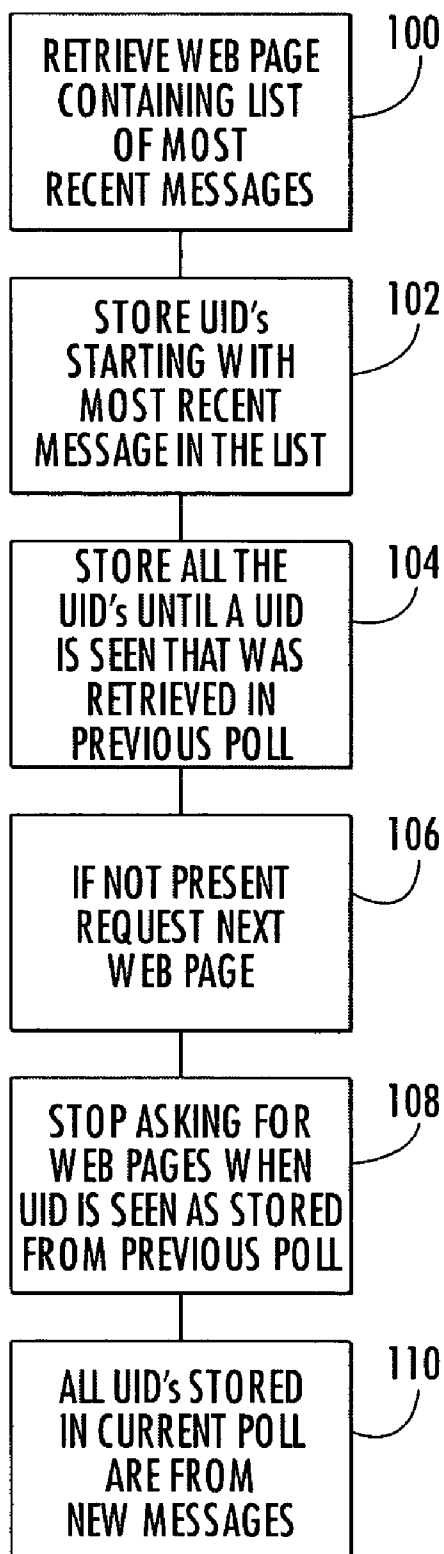 RETRIEVE WEB PAGE
CONTAINING LIST
OF MOST
RECENT MESSAGES
100
STORE UID's
STARTING WITH
MOST RECENT
MESSAGE IN THE LIST
102
STORE ALL THE
UID's UNTIL A UID
IS SEEN THAT WAS
RETRIEVED IN
PREVIOUS POLL
104
IF NOT PRESENT
REQUEST NEXT
WEB PAGE
106
STOP ASKING FOR
WEB PAGES WHEN
UID IS SEEN AS STORED
FROM PREVIOUS POLL
108
ALL UID's STORED
IN CURRENT POLL
ARE FROM
NEW MESSAGES
110